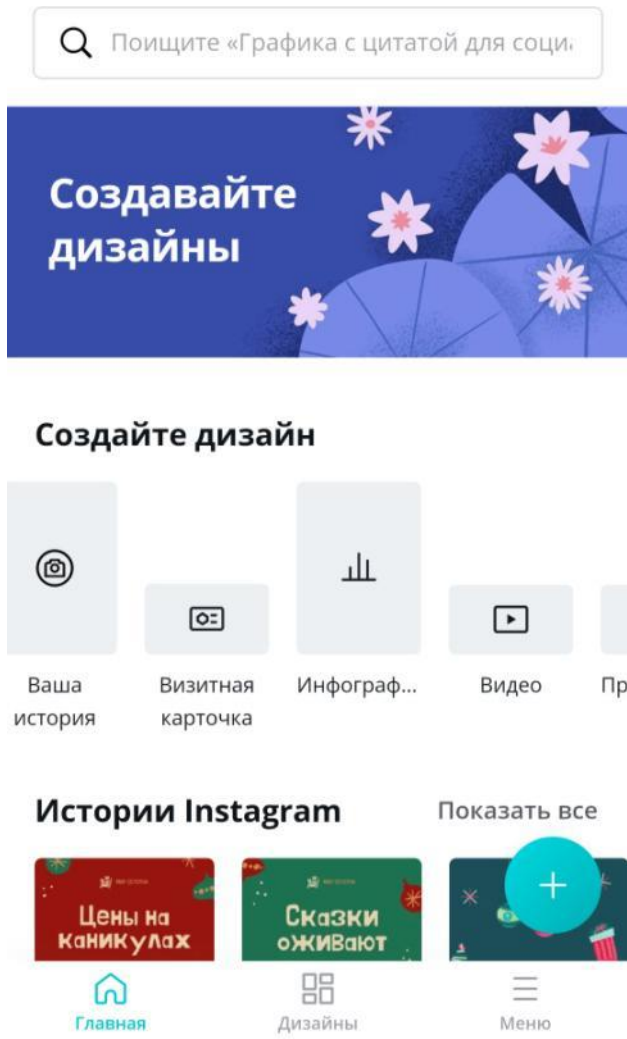 Поищите «Графика с цитатой для соци
Создавайте
дизайны
Создайте дизайн
Ваша
история
Визитная
карточка
Инфограф...
Видео
Пр
Истории Instagram
Показать все
Цены на
каникулах
Сказки
оживают
Главная
Дизайны
Меню